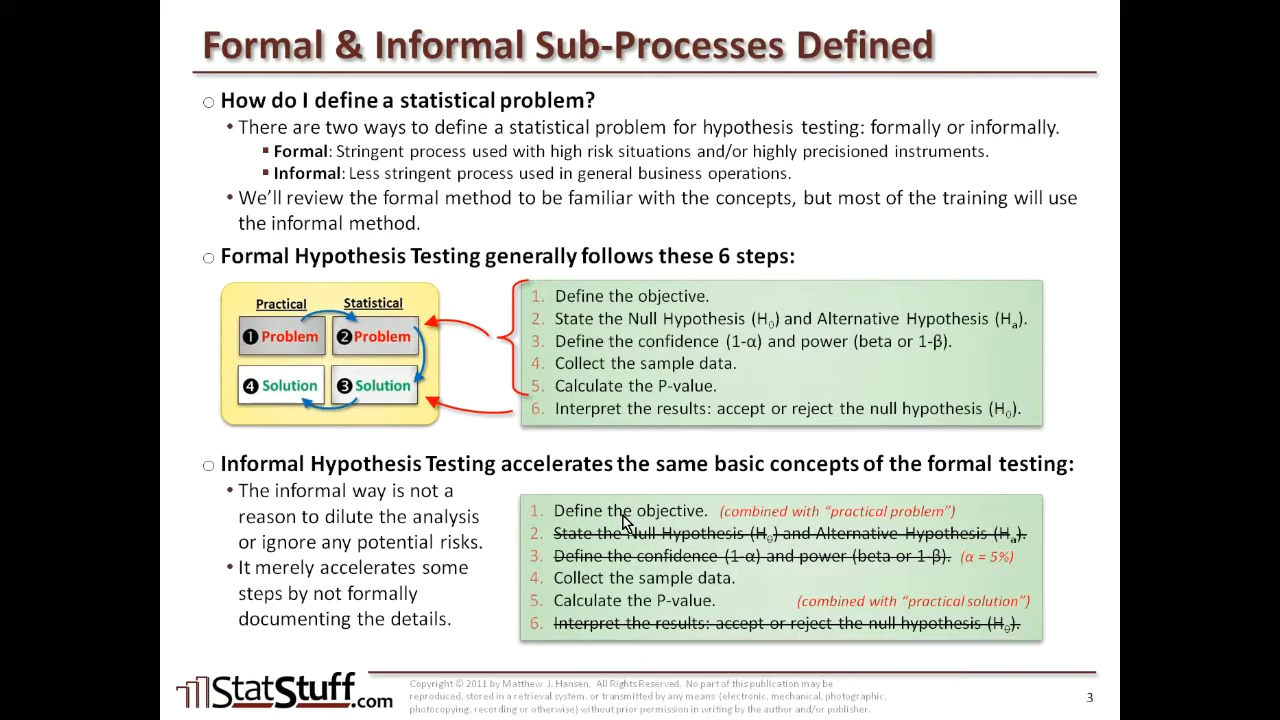 Formal & Informal Sub-Processes Defined
How do I define a statistical problem?
• There are two ways to define a statistical problem for hypothesis testing: formally or informally.
▪ Formal: Stringent process used with high risk situations and/or highly precisioned instruments.
▪ Informal: Less stringent process used in general business operations.
• We'll review the formal method to be familiar with the concepts, but most of the training will use
the informal method.
Formal Hypothesis Testing generally follows these 6 steps:
Practical Statistical
❶ Problem ❷ Problem
❹ Solution ❸ Solution
1. Define the objective.
2. State the Null Hypothesis (H0) and Alternative Hypothesis (Ha).
3. Define the confidence (1-α) and power (beta or 1-β).
4. Collect the sample data.
5. Calculate the P-value.
6. Interpret the results: accept or reject the null hypothesis (H0).
Informal Hypothesis Testing accelerates the same basic concepts of the formal testing:
• The informal way is not a
reason to dilute the analysis
or ignore any potential risks.
• It merely accelerates some
steps by not formally
documenting the details.
1. Define the objective. (combined with "practical problem")
2. State the Null Hypothesis (H0) and Alternative Hypothesis (Ha).
3. Define the confidence (1-α) and power (beta or 1-β). (α = 5%)
4. Collect the sample data.
5. Calculate the P-value. (combined with "practical solution")
6. Interpret the results: accept or reject the null hypothesis (H0).
StatStuff.com
Copyright © 2011 by Matthew J. Hansen. All Rights Reserved. No part of this publication may be
reproduced, stored in a retrieval system, or transmitted by any means (electronic, mechanical, photographic,
photocopying, recording or otherwise) without prior permission in writing by the author and/or publisher.
3